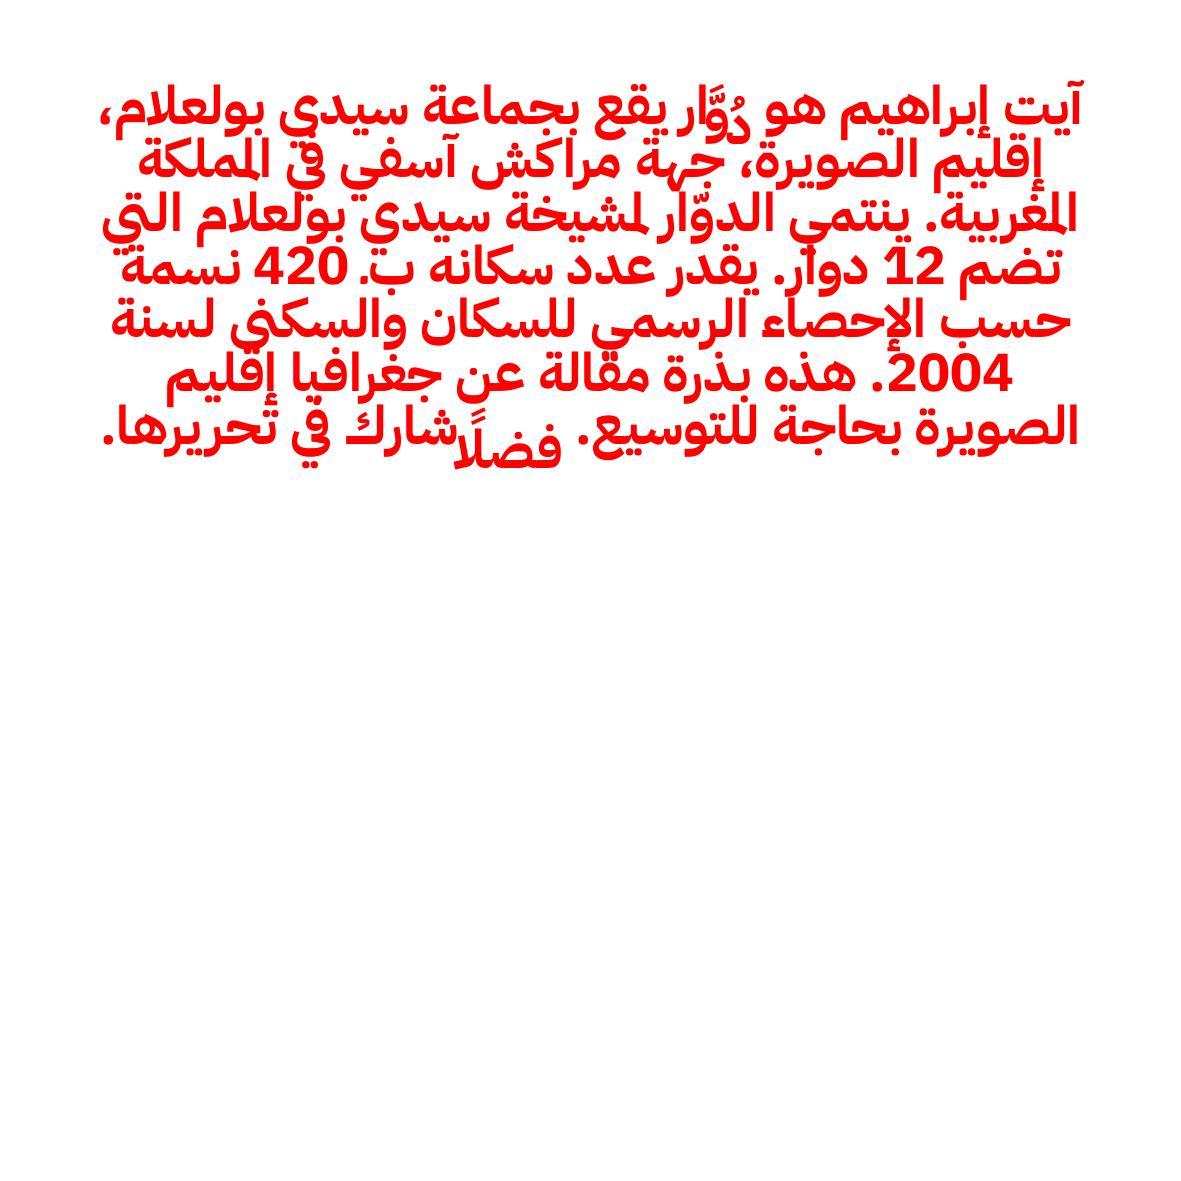 آيت إبراهيم هو دُوَّار يقع بجماعة سيدي بولعلام،
إقليم الصويرة، جهة مراكش آسفي في المملكة
المغربية. ينتمي الدوّار لمشيخة سيدي بولعلام التي
تضم 12 دوار. يقدر عدد سكانه ب. 420 نسمة
حسب الإحصاء الرسمي للسكان والسكنى لسنة
2004. هذه بذرة مقالة عن جغرافيا إقليم
الصويرة بحاجة للتوسيع. فضلًا شارك في تحريرها.